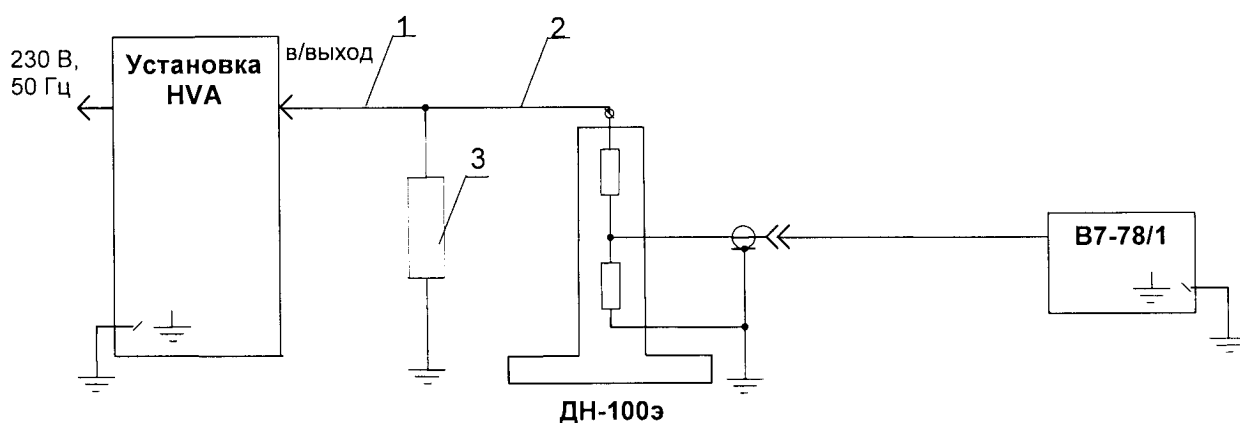 230 В,
50 Гц
Установка
HVA
в/выход
1
2
3
В7-78/1
ДН-100э